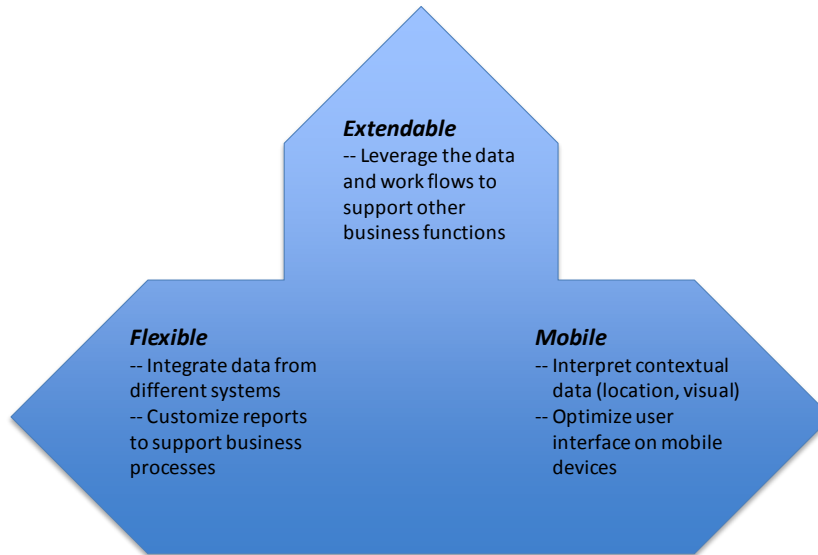 Extendable
-- Leverage the data
and work flows to
support other
business functions
Flexible
-- Integrate data from
different systems
-- Customize reports
to support business
processes
Mobile
-- Interpret contextual
data (location, visual)
-- Optimize user
interface on mobile
devices